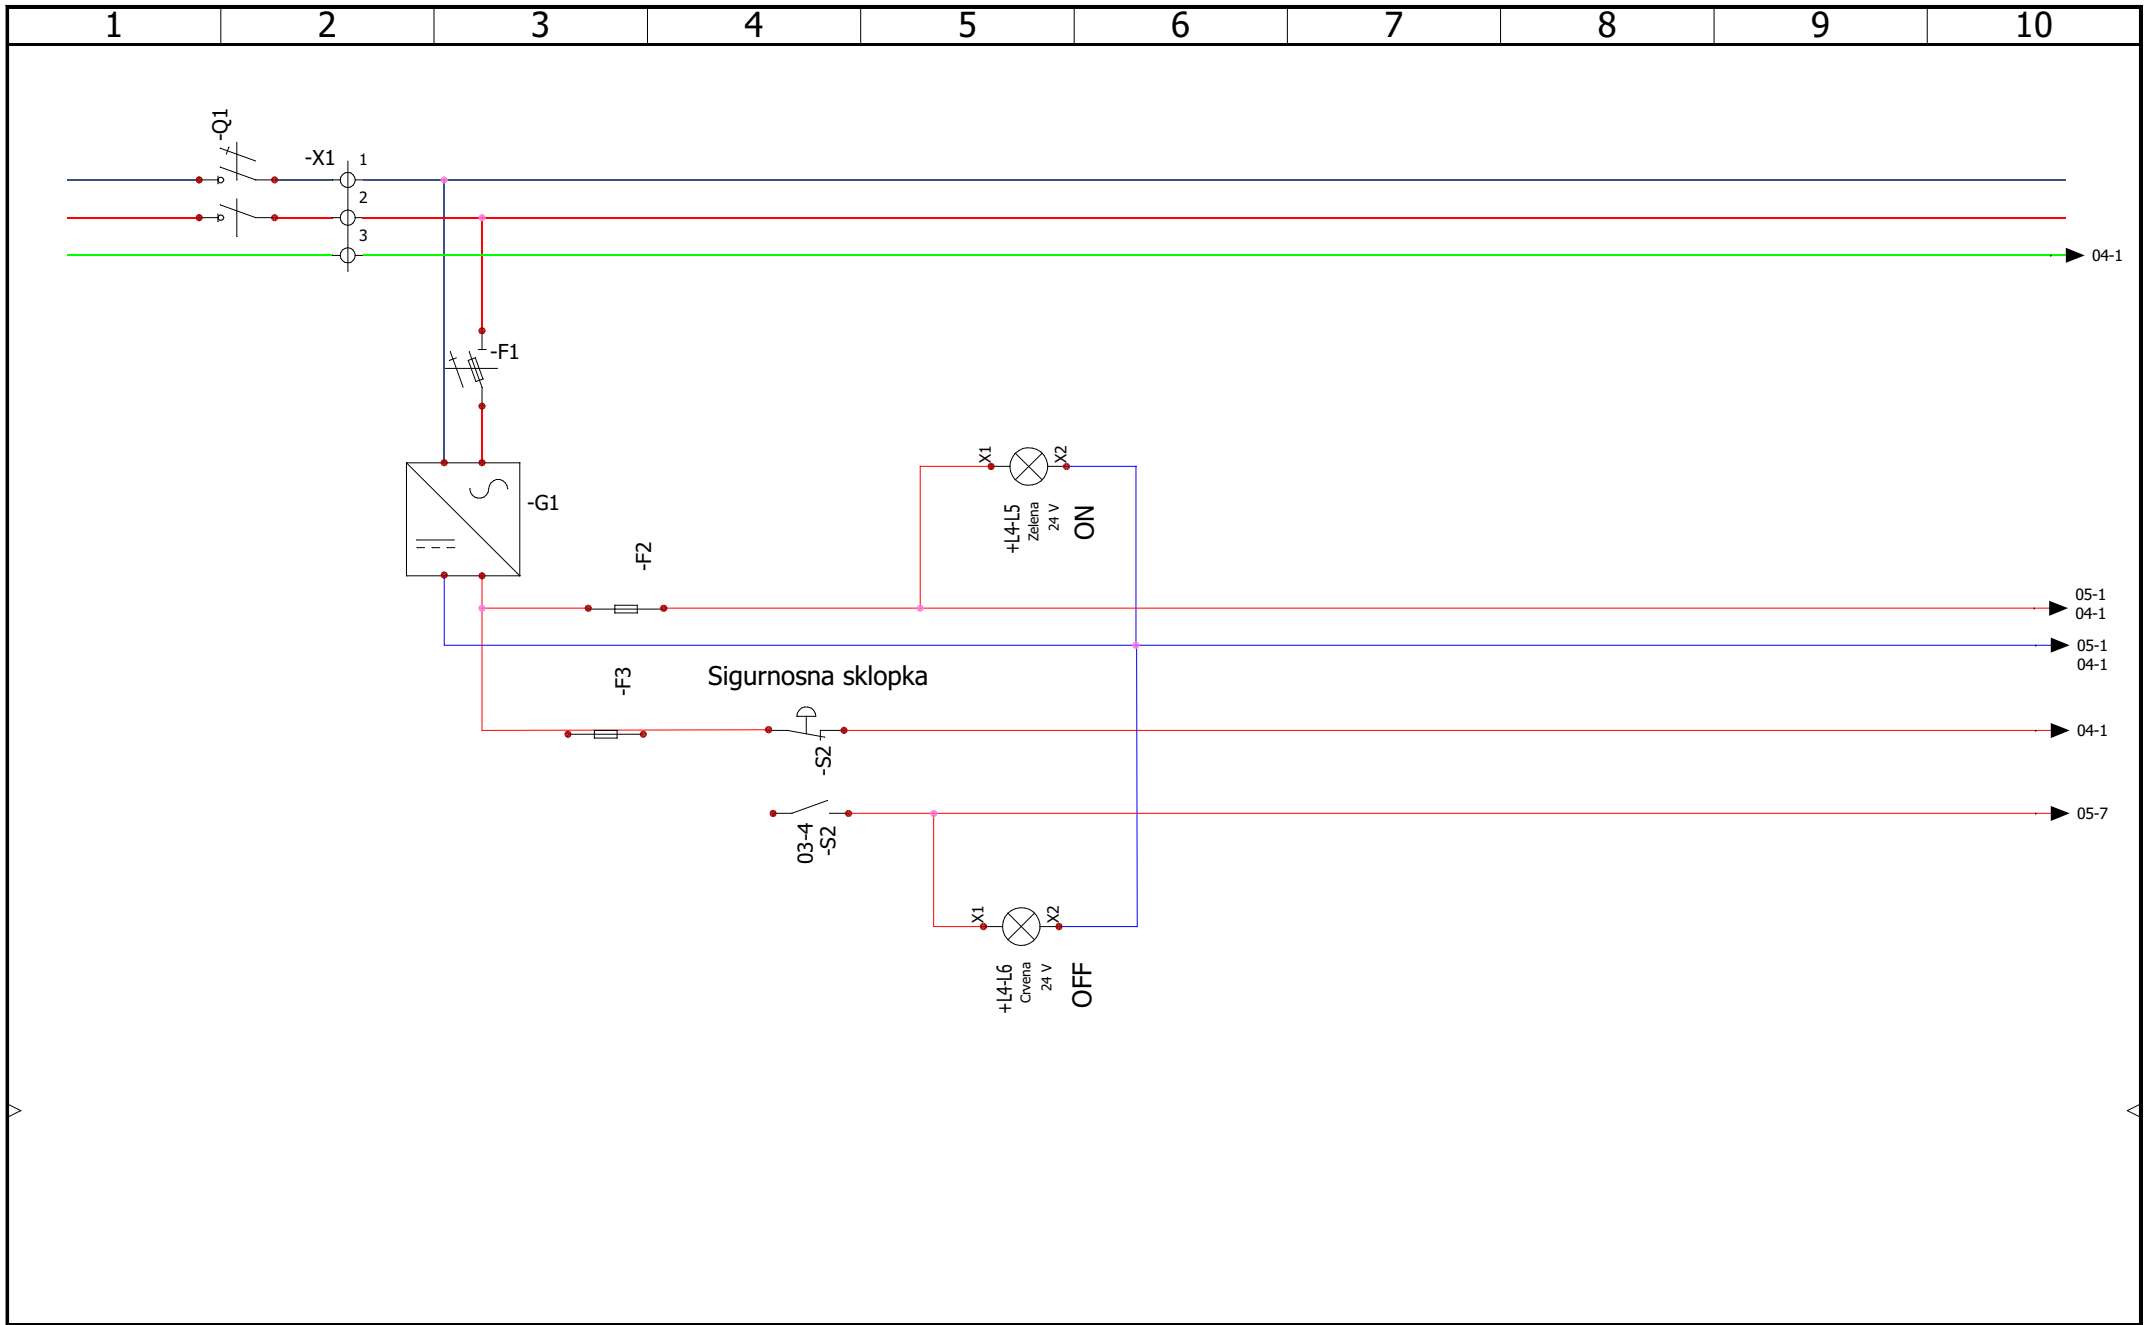 1 2 3 4 5 6 7 8 9 10
-Q1
-X1
1
2
3
04-1
-F1
-G1
X1
X2
+L4-L5
Zelena
24 V
ON
-F2
05-1
04-1
05-1
04-1
-F3
Sigurnosna sklopka
-S2
04-1
03-4
-S2
05-7
X1
X2
+L4-L6
Crvena
24 V
OFF